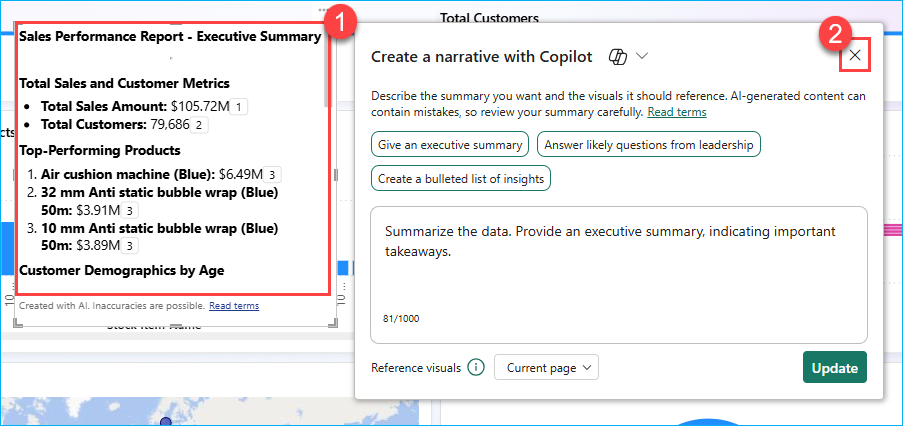 Total Customers
1
2
Sales Performance Report - Executive Summary
Total Sales and Customer Metrics
• Total Sales Amount: $105.72M 1
• Total Customers: 79,686 2
Top-Performing Products
1. Air cushion machine (Blue): $6.49M 3
2. 32 mm Anti static bubble wrap (Blue)
50m: $3.91M 3
3. 10 mm Anti static bubble wrap (Blue)
50m: $3.89M 3
Customer Demographics by Age
Created with AI. Inaccuracies are possible. Read terms
Stock Item Name
10
10
Create a narrative with Copilot
Describe the summary you want and the visuals it should reference. AI-generated content can
contain mistakes, so review your summary carefully. Read terms
Give an executive summary
Answer likely questions from leadership
Create a bulleted list of insights
Summarize the data. Provide an executive summary, indicating important
takeaways.
81/1000
Reference visuals
Current page
Update